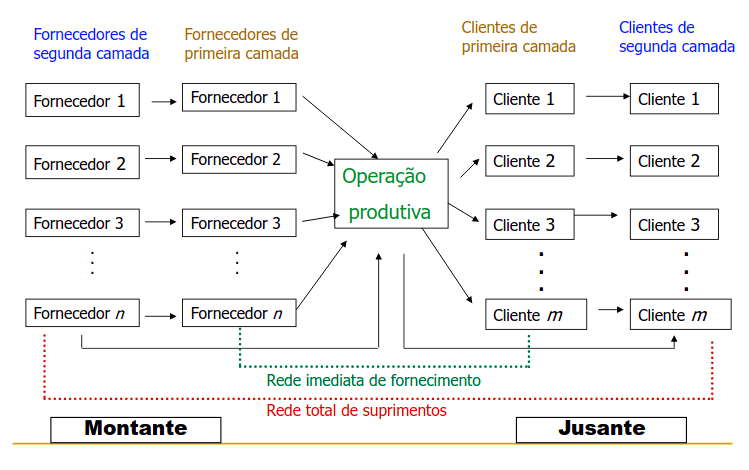 Fornecedores de
segunda camada
Fornecedores de
primeira camada
Clientes de
primeira camada
Clientes de
segunda camada
Fornecedor 1
Fornecedor 1
Cliente 1
Cliente 1
Fornecedor 2
Fornecedor 2
Operação
produtiva
Cliente 2
Cliente 2
Fornecedor 3
Fornecedor 3
Cliente 3
Cliente 3
Fornecedor n
Fornecedor n
Cliente m
Cliente m
Rede imediata de fornecimento
Rede total de suprimentos
Montante
Jusante